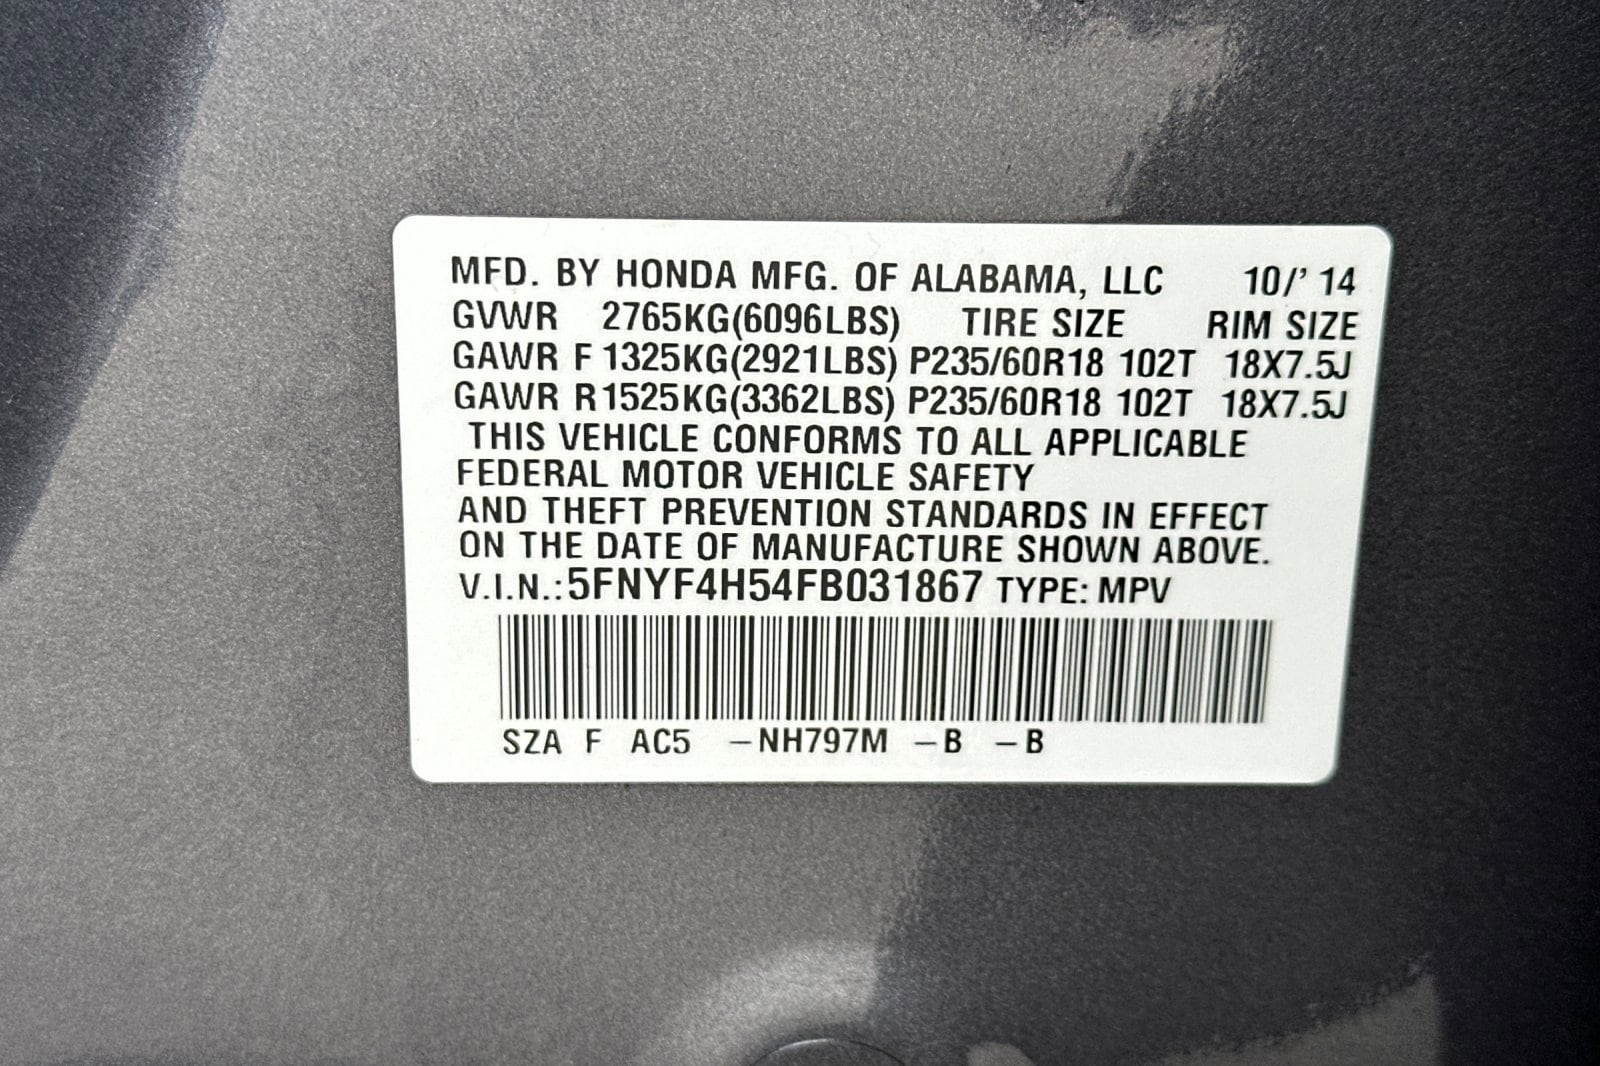 MFD. BY HONDA MFG. OF ALABAMA, LLC 10/' 14
GVWR 2765KG(6096LBS) TIRE SIZE RIM SIZE
GAWR F 1325KG(2921LBS) P235/60R18 102T 18X7.5J
GAWR R 1525KG(3362LBS) P235/60R18 102T 18X7.5J
THIS VEHICLE CONFORMS TO ALL APPLICABLE
FEDERAL MOTOR VEHICLE SAFETY
AND THEFT PREVENTION STANDARDS IN EFFECT
ON THE DATE OF MANUFACTURE SHOWN ABOVE.
V.I.N.:5FNYF4H54FB031867 TYPE: MPV
SZA F AC5 -NH797M -B -B